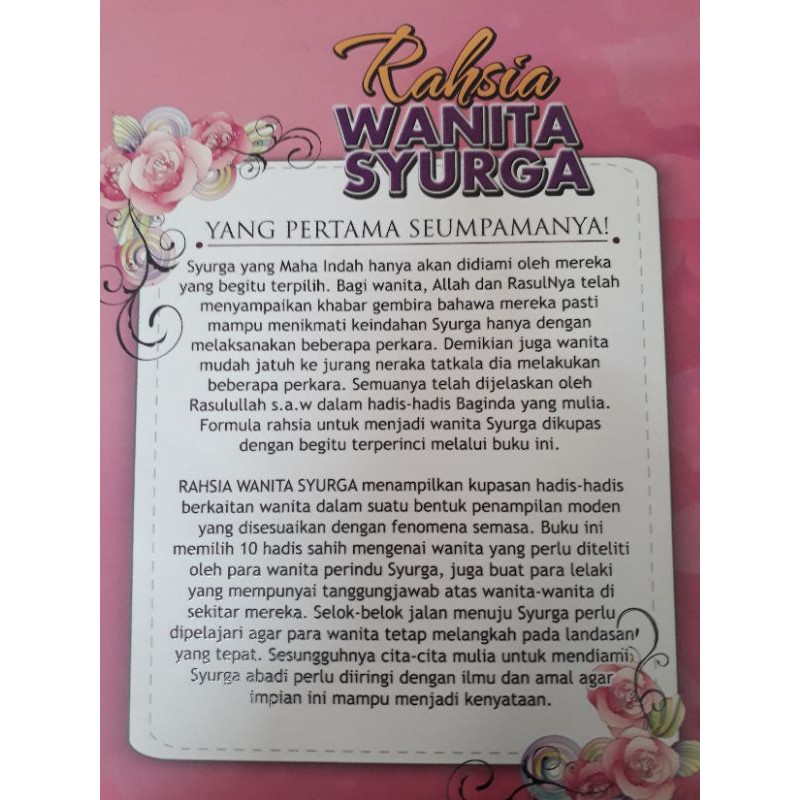 Rahsia
WANITA
SYURGA
YANG PERTAMA SEUMPAMANYA!
Syurga yang Maha Indah hanya akan didiami oleh mereka
yang begitu terpilih. Bagi wanita, Allah dan RasulNya telah
menyampaikan khabar gembira bahawa mereka pasti
mampu menikmati keindahan Syurga hanya dengan
melaksanakan beberapa perkara. Demikian juga wanita
mudah jatuh ke jurang neraka tatkala dia melakukan
beberapa perkara. Semuanya telah dijelaskan oleh
Rasulullah s.a.w dalam hadis-hadis Baginda yang mulia.
Formula rahsia untuk menjadi wanita Syurga dikupas
dengan begitu terperinci melalui buku ini.
RAHSIA WANITA SYURGA menampilkan kupasan hadis-hadis
berkaitan wanita dalam suatu bentuk penampilan moden
yang disesuaikan dengan fenomena semasa. Buku ini
memilih 10 hadis sahih mengenai wanita yang perlu diteliti
oleh para wanita perindu Syurga, juga buat para lelaki
yang mempunyai tanggungjawab atas wanita-wanita di
sekitar mereka. Selok-belok jalan menuju Syurga perlu
dipelajari agar para wanita tetap melangkah pada landasan
yang tepat. Sesungguhnya cita-cita mulia untuk mendiami
Syurga abadi perlu diiringi dengan ilmu dan amal agar
impian ini mampu menjadi kenyataan.